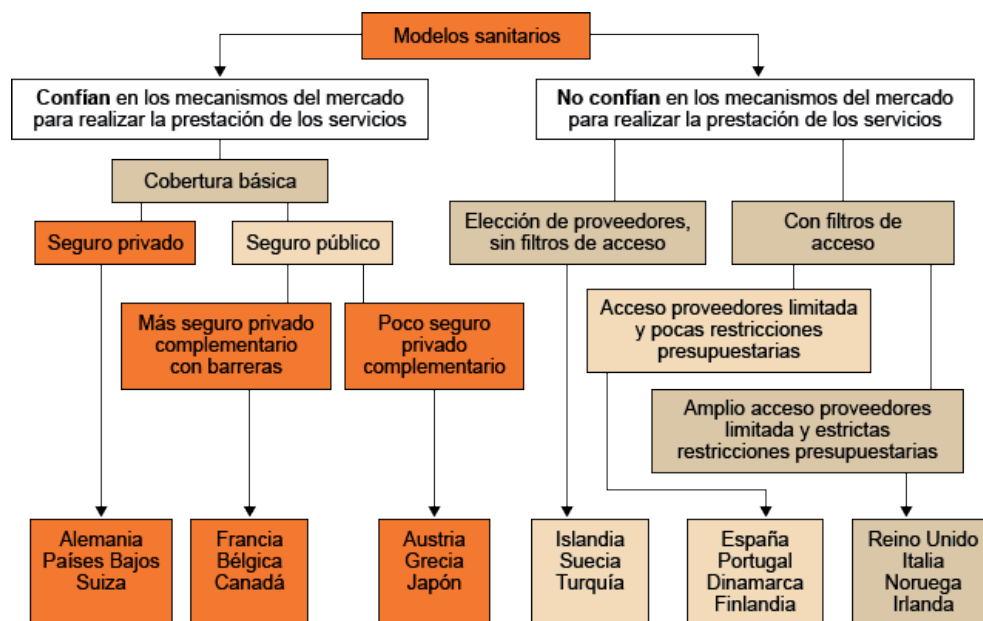 Modelos sanitarios
Confían en los mecanismos del mercado
para realizar la prestación de los servicios
No confían en los mecanismos del mercado
para realizar la prestación de los servicios
Cobertura básica
Seguro privado
Seguro público
Elección de proveedores,
sin filtros de acceso
Con filtros de
acceso
Más seguro privado
complementario
con barreras
Poco seguro
privado
complementario
Acceso proveedores limitada
y pocas restricciones
presupuestarias
Amplio acceso proveedores
limitada y estrictas
restricciones presupuestarias
Alemania
Países Bajos
Suiza
Francia
Bélgica
Canadá
Austria
Grecia
Japón
Islandia
Suecia
Turquía
España
Portugal
Dinamarca
Finlandia
Reino Unido
Italia
Noruega
Irlanda